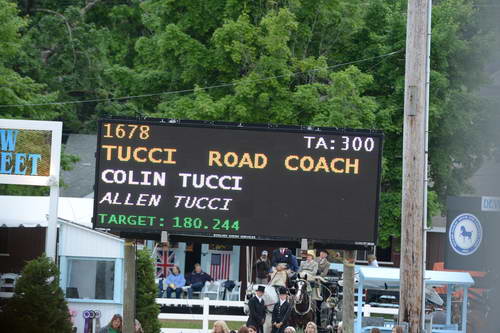 1678 TA:300
TUCCI ROAD COACH
COLIN TUCCI
ALLEN TUCCI
TARGET: 180.244
W
EET